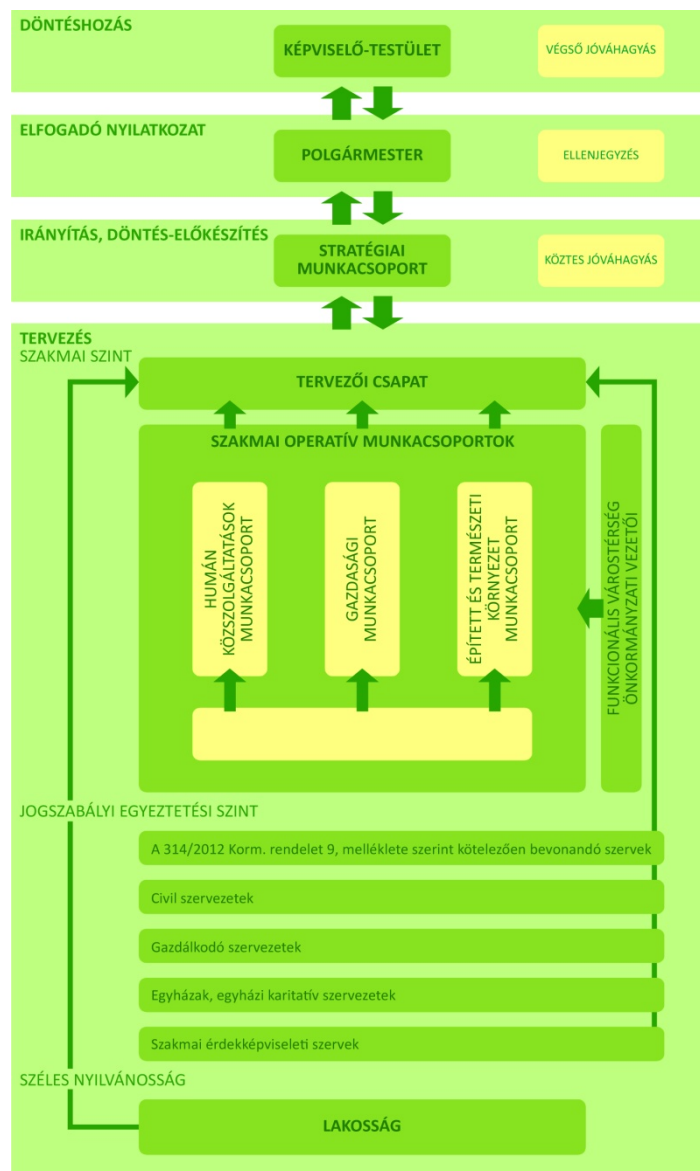 DÖNTÉSHOZÁS
KÉPVISELŐ-TESTÜLET
VÉGSŐ JÓVÁHAGYÁS
ELFOGADÓ NYILATKOZAT
POLGÁRMESTER
ELLENJEGYZÉS
IRÁNYÍTÁS, DÖNTÉS-ELŐKÉSZÍTÉS
STRATÉGIAI
MUNKACSOPORT
KÖZTES JÓVÁHAGYÁS
TERVEZÉS
SZAKMAI SZINT
TERVEZŐI CSAPAT
SZAKMAI OPERATÍV MUNKACSOPORTOK
HUMÁN
KÖZSZOLGÁLTATÁSOK
MUNKACSOPORT
GAZDASÁGI
MUNKACSOPORT
ÉPÍTETT ÉS TERMÉSZETI
KÖRNYEZET
MUNKACSOPORT
FUNKCIONÁLIS VÁROSTÉRSÉG
ÖNKORMÁNYZATI VEZETŐI
JOGSZABÁLYI EGYEZTETÉSI SZINT
A 314/2012 Korm. rendelet 9, melléklete szerint kötelezően bevonandó szervek
Civil szervezetek
Gazdálkodó szervezetek
Egyházak, egyházi karitatív szervezetek
Szakmai érdekképviseleti szervek
SZÉLES NYILVÁNOSSÁG
LAKOSSÁG